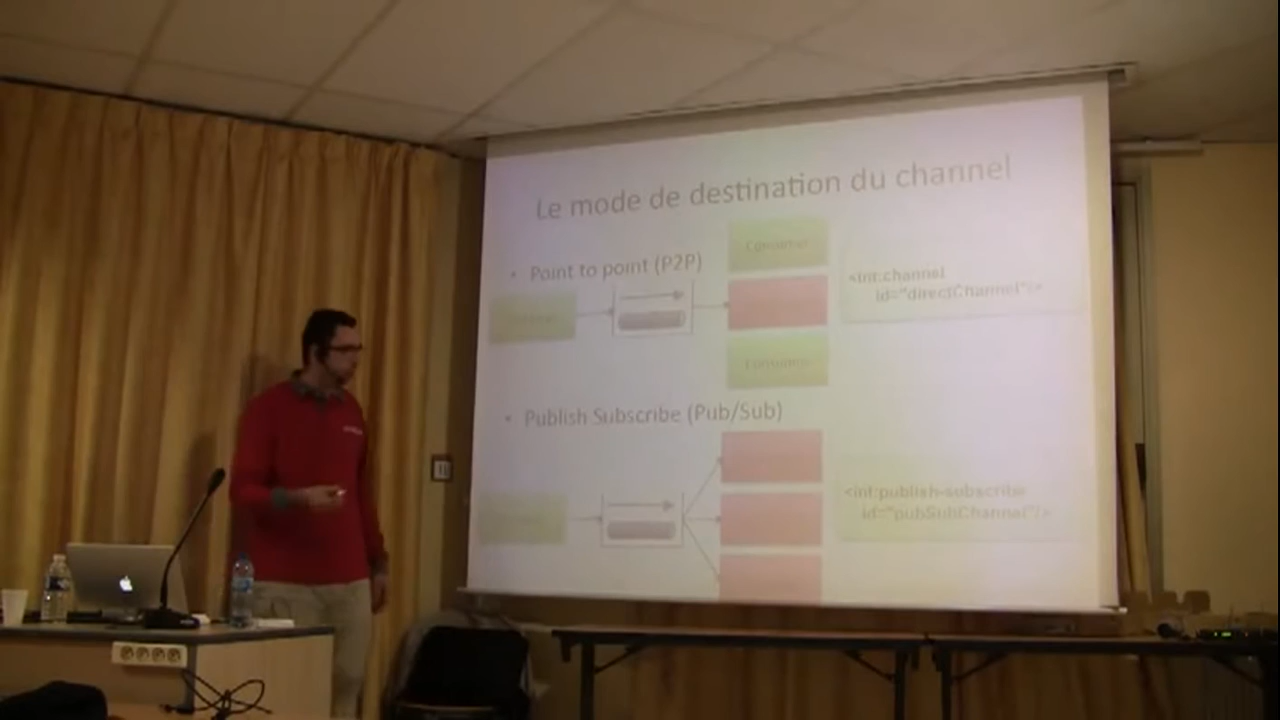 Le mode de destination du channel
• Point to point (P2P)
Consumer
<int:channel
id="directChannel"/>
Consumer
• Publish Subscribe (Pub/Sub)
<int:publish-subscribe
id="pubSubChannel"/>